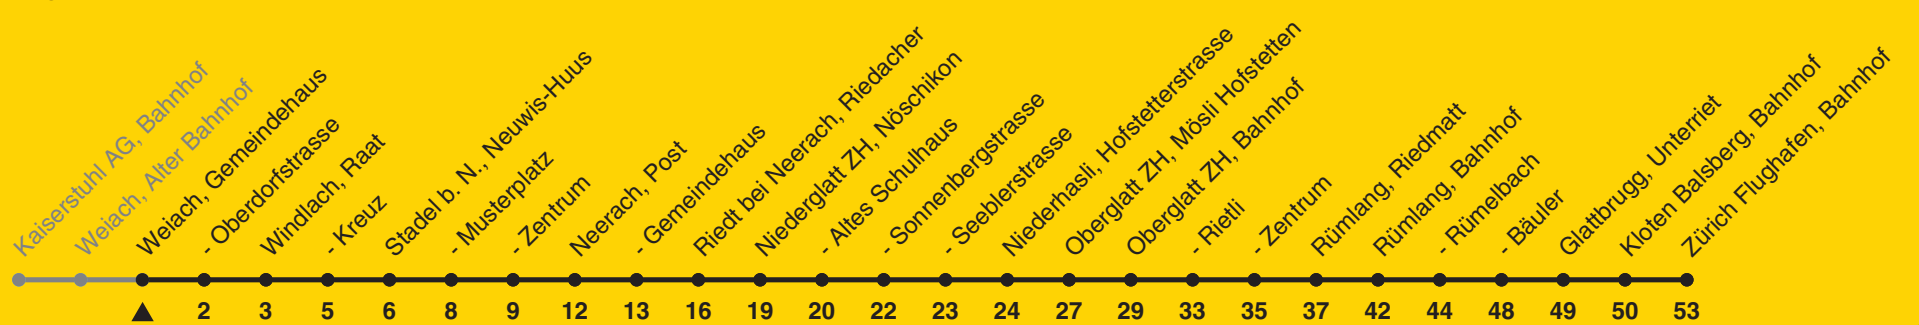 Kaiserstuhl AG, Bahnhof
Weiach, Alter Bahnhof
Weiach, Gemeindehaus
- Oberdorfstrasse
Windlach, Raat
- Kreuz
Stadel b. N., Neuwis-Huus
- Musterplatz
- Zentrum
Neerach, Post
- Gemeindehaus
Riedt bei Neerach, Riedacher
Niederglatt ZH, Nöschikon
- Altes Schulhaus
- Sonnenbergstrasse
- Seeblerstrasse
Niederhasli, Hofstetterstrasse
Oberglatt ZH, Mösli Hofstetten
Oberglatt ZH, Bahnhof
- Rietli
- Zentrum
Rümlang, Riedmatt
Rümlang, Bahnhof
- Rümelbach
- Bäuler
Glattbrugg, Unterriet
Kloten Balsberg, Bahnhof
Zürich Flughafen, Bahnhof
2 3 5 6 8 9 12 13 16 19 20 22 23 24 27 29 33 35 37 42 44 48 49 50 53